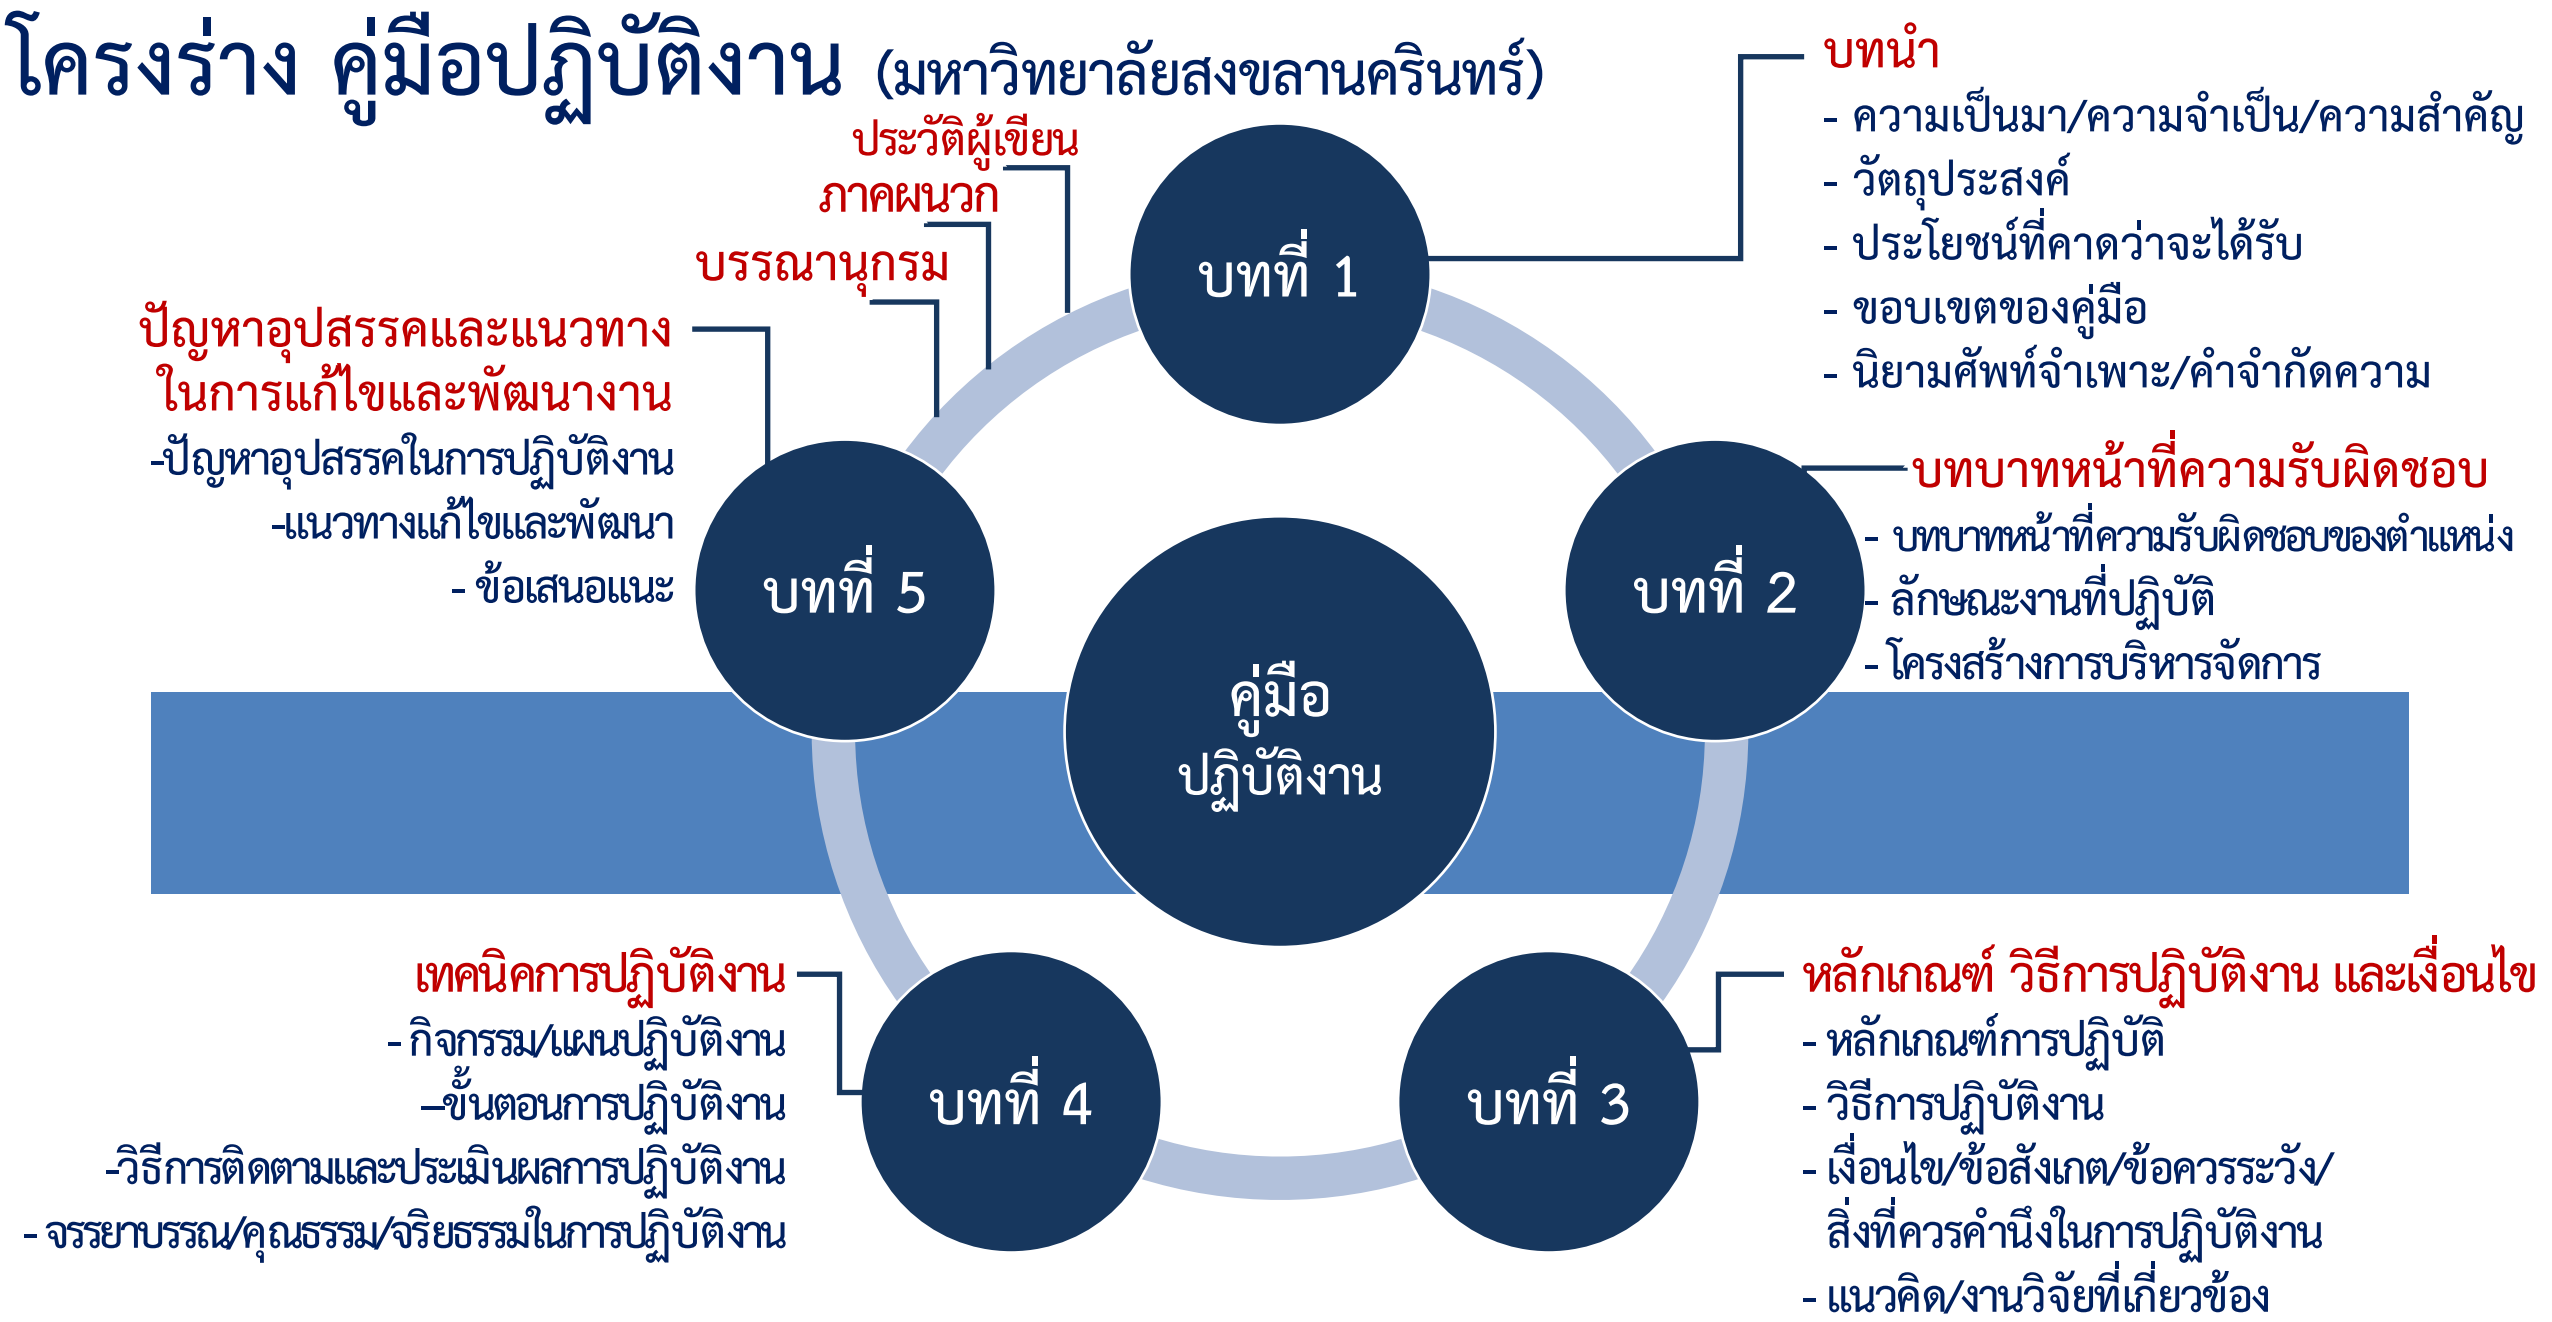 โครงร่าง คู่มือปฏิบัติงาน (มหาวิทยาลัยสงขลานครินทร์)
บทที่ 1
บทนำ
- ความเป็นมา/ความจำเป็น/ความสำคัญ
- วัตถุประสงค์
- ประโยชน์ที่คาดว่าจะได้รับ
- ขอบเขตของคู่มือ
- นิยามศัพท์จำเพาะ/คำจำกัดความ
บทที่ 2
บทบาทหน้าที่ความรับผิดชอบ
- บทบาทหน้าที่ความรับผิดชอบของตำแหน่ง
- ลักษณะงานที่ปฏิบัติ
- โครงสร้างการบริหารจัดการ
บทที่ 3
หลักเกณฑ์ วิธีการปฏิบัติงาน และเงื่อนไข
- หลักเกณฑ์การปฏิบัติ
- วิธีการปฏิบัติงาน
- เงื่อนไข/ข้อสังเกต/ข้อควรระวัง/
สิ่งที่ควรคำนึงในการปฏิบัติงาน
- แนวคิด/งานวิจัยที่เกี่ยวข้อง
บทที่ 4
เทคนิคการปฏิบัติงาน
- กิจกรรม/แผนปฏิบัติงาน
–ขั้นตอนการปฏิบัติงาน
-วิธีการติดตามและประเมินผลการปฏิบัติงาน
- จรรยาบรรณ/คุณธรรม/จริยธรรมในการปฏิบัติงาน
บทที่ 5
ปัญหาอุปสรรคและแนวทาง
ในการแก้ไขและพัฒนางาน
-ปัญหาอุปสรรคในการปฏิบัติงาน
-แนวทางแก้ไขและพัฒนา
- ข้อเสนอแนะ
บรรณานุกรม
ภาคผนวก
ประวัติผู้เขียน
คู่มือ
ปฏิบัติงาน